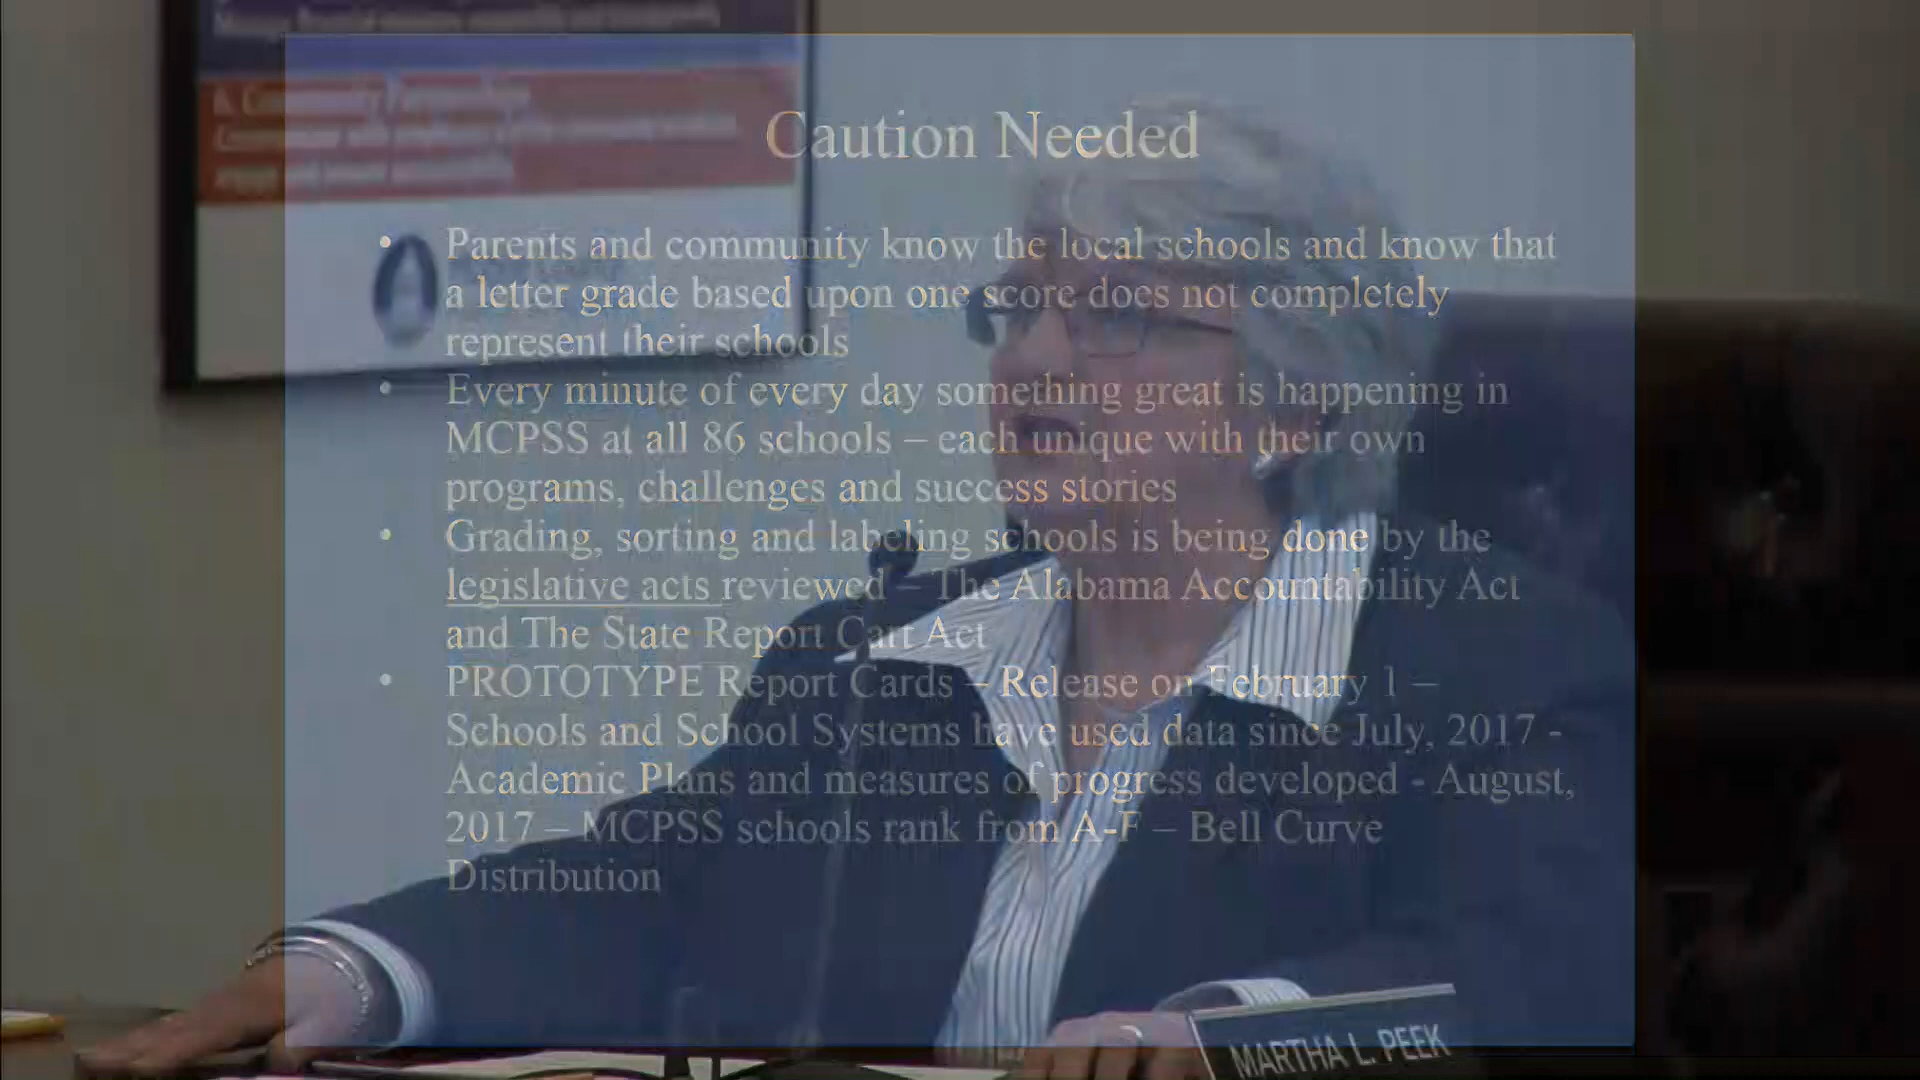 6. Community
Caution Needed
• Parents and community know the local schools and know that
a letter grade based upon one score does not completely
represent their schools
• Every minute of every day something great is happening in
MCPSS at all 86 schools – each unique with their own
programs, challenges and success stories
• Grading, sorting and labeling schools is being done by the
legislative acts reviewed – The Alabama Accountability Act
and The State Report Cart Act
• PROTOTYPE Report Cards – Release on February 1 –
Schools and School Systems have used data since July, 2017 -
Academic Plans and measures of progress developed - August,
2017 – MCPSS schools rank from A-F – Bell Curve
Distribution
MARTHA L. PEEK